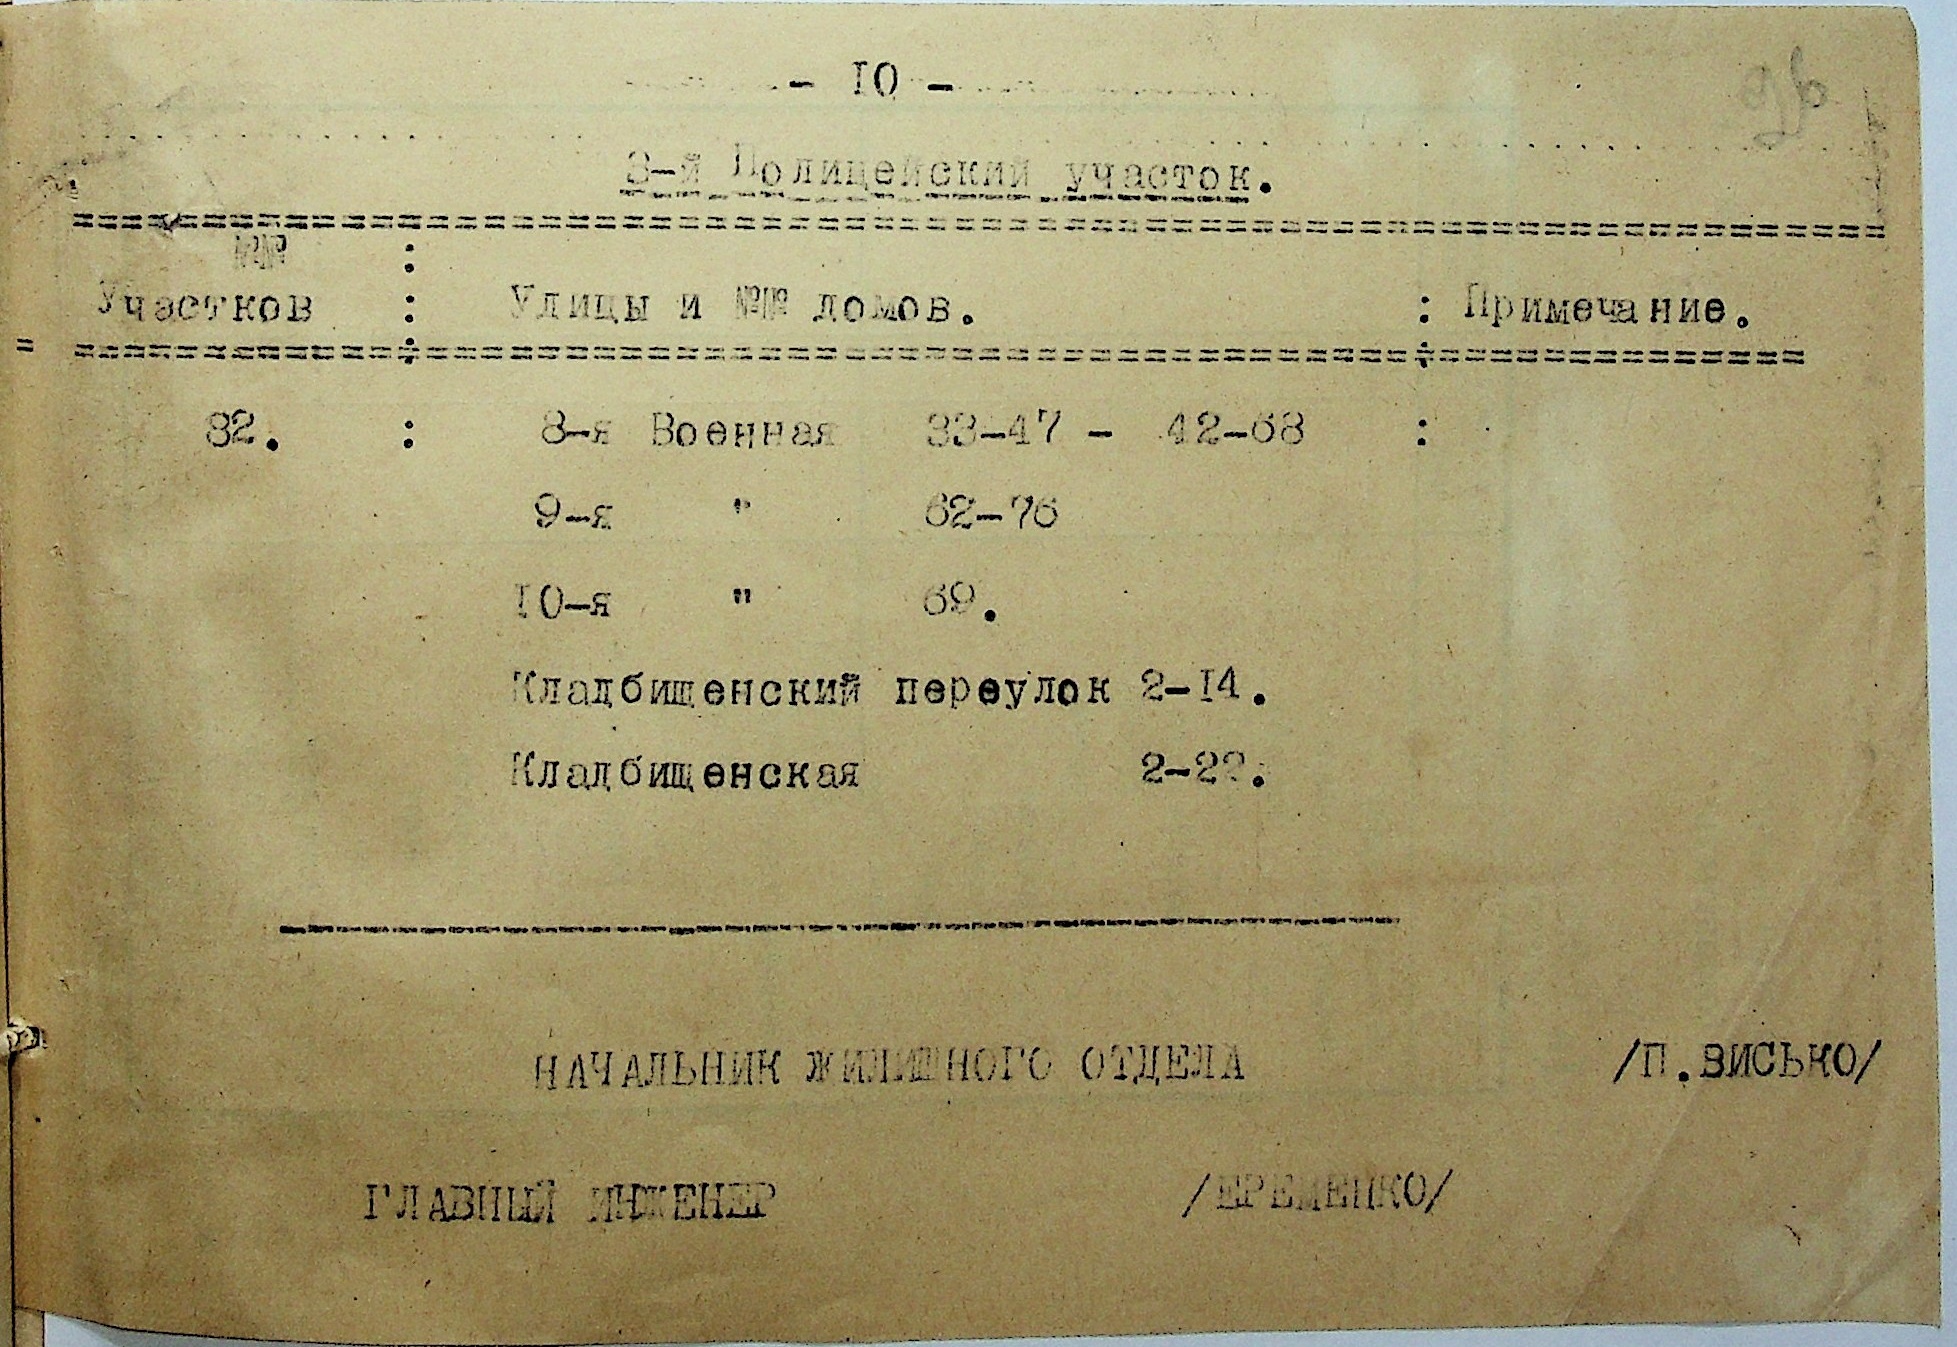 - 10 -
3-й Полицейский участок.
№№
Участков : Улицы и №№ домов. : Примечание.
82. : 8-я Военная 33-47 - 42-68 :
9-я " 62-76
10-я " 69.
Кладбищенский переулок 2-14.
Кладбищенская
НАЧАЛЬНИК ЖИЛИЩНОГО ОТДЕЛА /П.ВИСЬКО/
ГЛАВНЫЙ ИНЖЕНЕР /ЕРЕМЕНКО/